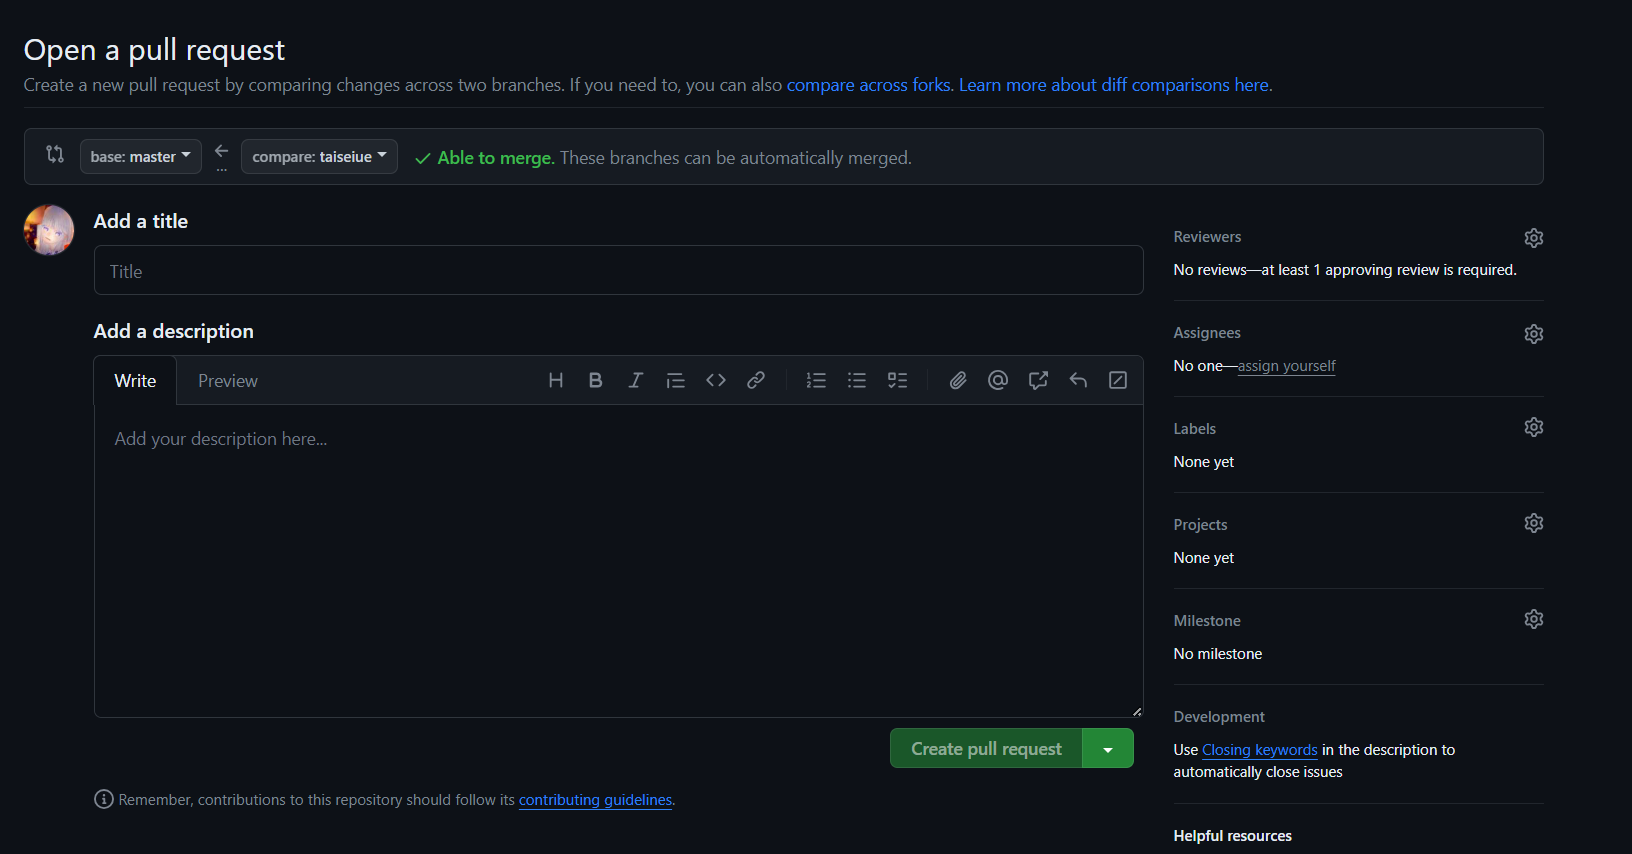 Open a pull request
Create a new pull request by comparing changes across two branches. If you need to, you can also compare across forks. Learn more about diff comparisons here.
base: master
compare: taiseiue
Able to merge. These branches can be automatically merged.
Add a title
Title
Add a description
Write
Preview
Add your description here...
Create pull request
Remember, contributions to this repository should follow its contributing guidelines.
Reviewers
No reviews—at least 1 approving review is required.
Assignees
No one—assign yourself
Labels
None yet
Projects
None yet
Milestone
No milestone
Development
Use Closing keywords in the description to
automatically close issues
Helpful resources